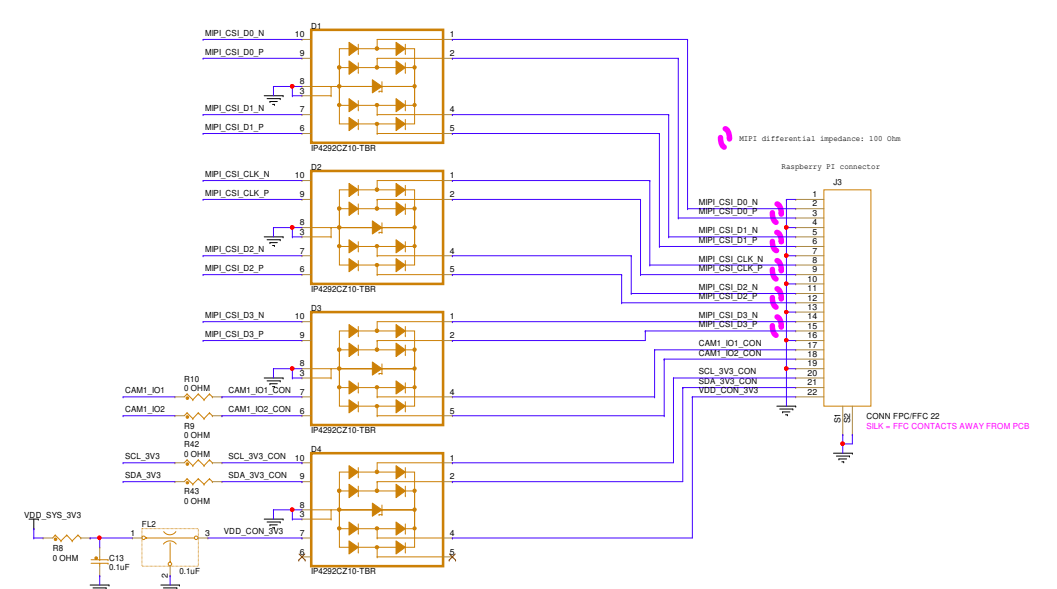 D1
MIPI_CSI_D0_N 10 1
MIPI_CSI_D0_P 9 2
8
3
MIPI_CSI_D1_N 7 4
MIPI_CSI_D1_P 6 5
IP4292CZ10-TBR
MIPI differential impedance: 100 Ohm
Raspberry PI connector
D2
MIPI_CSI_CLK_N 10 1
MIPI_CSI_CLK_P 9 2
8
3
MIPI_CSI_D2_N 7 4
MIPI_CSI_D2_P 6 5
IP4292CZ10-TBR
D3
MIPI_CSI_D3_N 10 1
MIPI_CSI_D3_P 9 2
8
3
R10
0 OHM
CAM1_IO1 CAM1_IO1_CON 7 4
CAM1_IO2 CAM1_IO2_CON 6 5
R9
0 OHM
IP4292CZ10-TBR
R42
0 OHM
D4
SCL_3V3 SCL_3V3_CON 10 1
SDA_3V3 SDA_3V3_CON 9 2
R43
0 OHM
8
3
VDD_SYS_3V3
FL2
1 3 VDD_CON_3V3 7 4
R8
0 OHM
C13
0.1uF
2
0.1uF
6 5
IP4292CZ10-TBR
J3
1
MIPI_CSI_D0_N 2
MIPI_CSI_D0_P 3
4
MIPI_CSI_D1_N 5
MIPI_CSI_D1_P 6
7
MIPI_CSI_CLK_N 8
MIPI_CSI_CLK_P 9
10
MIPI_CSI_D2_N 11
MIPI_CSI_D2_P 12
13
MIPI_CSI_D3_N 14
MIPI_CSI_D3_P 15
16
CAM1_IO1_CON 17
CAM1_IO2_CON 18
19
SCL_3V3_CON 20
SDA_3V3_CON 21
VDD_CON_3V3 22
S1
S2
CONN FPC/FFC 22
SILK = FFC CONTACTS AWAY FROM PCB